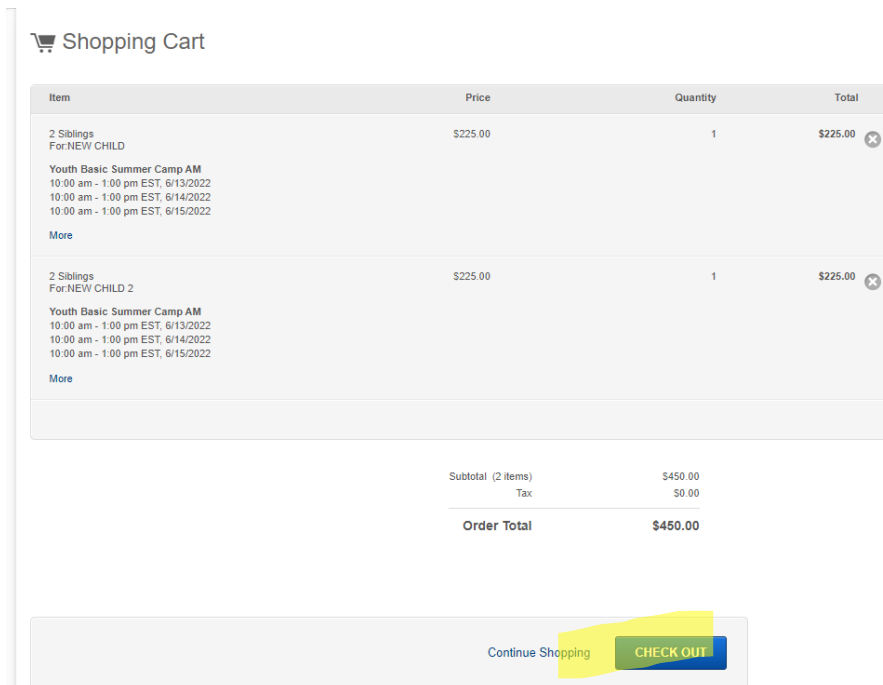 Shopping Cart
Item Price Quantity Total
2 Siblings $225.00 1 $225.00
For:NEW CHILD
Youth Basic Summer Camp AM
10:00 am - 1:00 pm EST, 6/13/2022
10:00 am - 1:00 pm EST, 6/14/2022
10:00 am - 1:00 pm EST, 6/15/2022
More
2 Siblings $225.00 1 $225.00
For:NEW CHILD 2
Youth Basic Summer Camp AM
10:00 am - 1:00 pm EST, 6/13/2022
10:00 am - 1:00 pm EST, 6/14/2022
10:00 am - 1:00 pm EST, 6/15/2022
More
Subtotal (2 items) $450.00
Tax $0.00
Order Total $450.00
Continue Shopping CHECK OUT